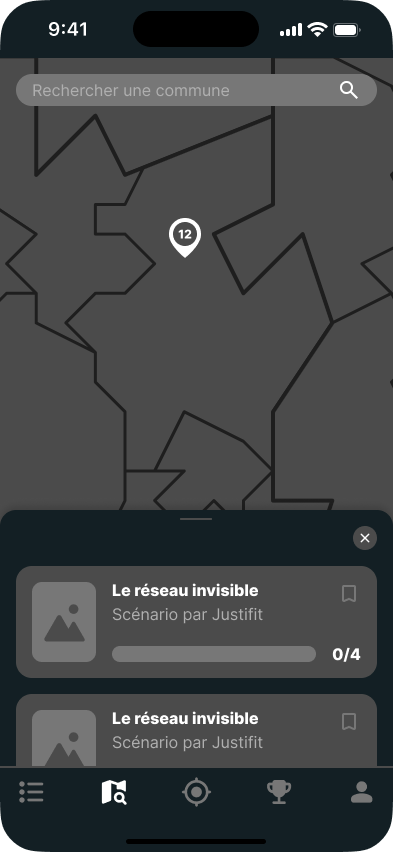 9:41
Rechercher une commune
12
Le réseau invisible
Scénario par Justifit
0/4
Le réseau invisible
Scénario par Justifit